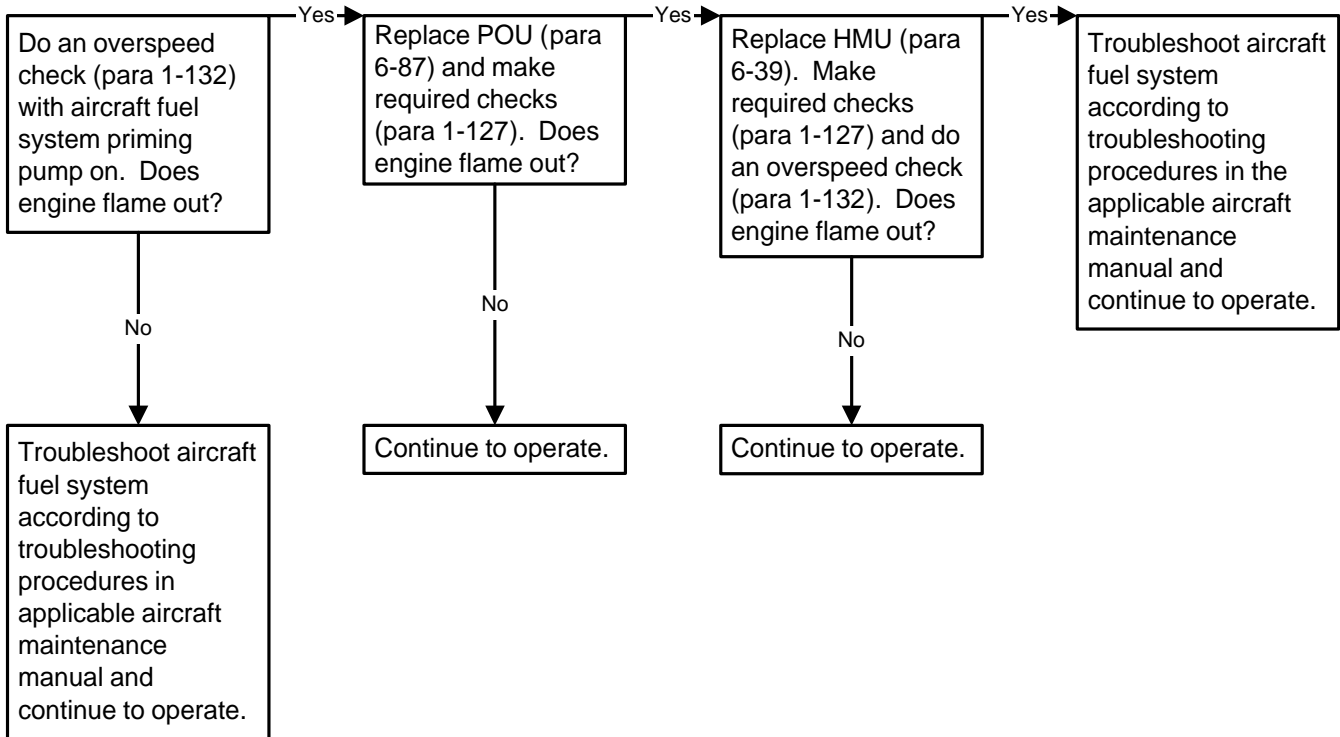 Do an overspeed
check (para 1-132)
with aircraft fuel
system priming
pump on.  Does
engine flame out?
Yes
Replace POU (para
6-87) and make
required checks
(para 1-127).  Does
engine flame out?
Yes
Replace HMU (para
6-39).  Make
required checks
(para 1-127) and do
an overspeed check
(para 1-132).  Does
engine flame out?
Yes
Troubleshoot aircraft
fuel system
according to
troubleshooting
procedures in the
applicable aircraft
maintenance
manual and
continue to operate.
No
No
No
Troubleshoot aircraft
fuel system
according to
troubleshooting
procedures in
applicable aircraft
maintenance
manual and
continue to operate.
Continue to operate.
Continue to operate.